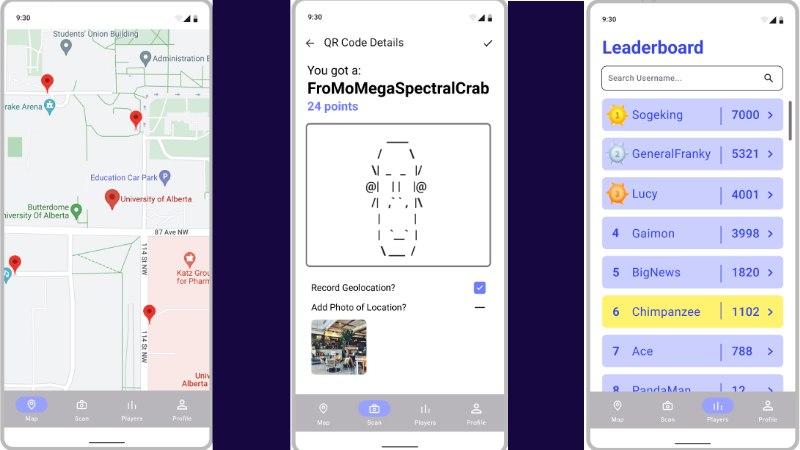 9:30
Students' Union Building
Administration B
rake Arena
Education Car Park
P
University of Alberta
Butterdome
University Of Alberta
87 Ave NW
114 St NW
Katz Grou
for Pharm
114 St NW
Univ
Alberta
Map
Scan
Players
Profile
9:30
QR Code Details
You got a:
FroMoMegaSpectralCrab
24 points
Record Geolocation?
Add Photo of Location?
Map
Scan
Players
Profile
9:30
Leaderboard
Search Username...
1 Sogeking 7000
2 GeneralFranky 5321
3 Lucy 4001
4 Gaimon 3998
5 BigNews 1820
6 Chimpanzee 1102
7 Ace 788
8 PandaMan 12
Map
Scan
Players
Profile